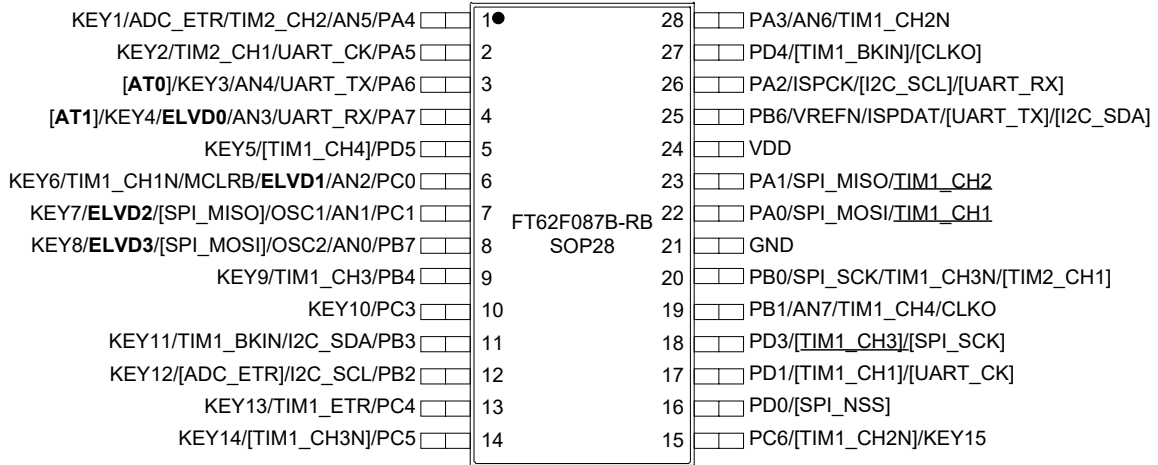 KEY1/ADC_ETR/TIM2_CH2/AN5/PA4 1 28 PA3/AN6/TIM1_CH2N
KEY2/TIM2_CH1/UART_CK/PA5 2 27 PD4/[TIM1_BKIN]/[CLKO]
[AT0]/KEY3/AN4/UART_TX/PA6 3 26 PA2/ISPCK/[I2C_SCL]/[UART_RX]
[AT1]/KEY4/ELVD0/AN3/UART_RX/PA7 4 25 PB6/VREFN/ISPDAT/[UART_TX]/[I2C_SDA]
KEY5/[TIM1_CH4]/PD5 5 24 VDD
KEY6/TIM1_CH1N/MCLRB/ELVD1/AN2/PC0 6 23 PA1/SPI_MISO/TIM1_CH2
KEY7/ELVD2/[SPI_MISO]/OSC1/AN1/PC1 7 22 PA0/SPI_MOSI/TIM1_CH1
FT62F087B-RB
SOP28
KEY8/ELVD3/[SPI_MOSI]/OSC2/AN0/PB7 8 21 GND
KEY9/TIM1_CH3/PB4 9 20 PB0/SPI_SCK/TIM1_CH3N/[TIM2_CH1]
KEY10/PC3 10 19 PB1/AN7/TIM1_CH4/CLKO
KEY11/TIM1_BKIN/I2C_SDA/PB3 11 18 PD3/[TIM1_CH3]/[SPI_SCK]
KEY12/[ADC_ETR]/I2C_SCL/PB2 12 17 PD1/[TIM1_CH1]/[UART_CK]
KEY13/TIM1_ETR/PC4 13 16 PD0/[SPI_NSS]
KEY14/[TIM1_CH3N]/PC5 14 15 PC6/[TIM1_CH2N]/KEY15